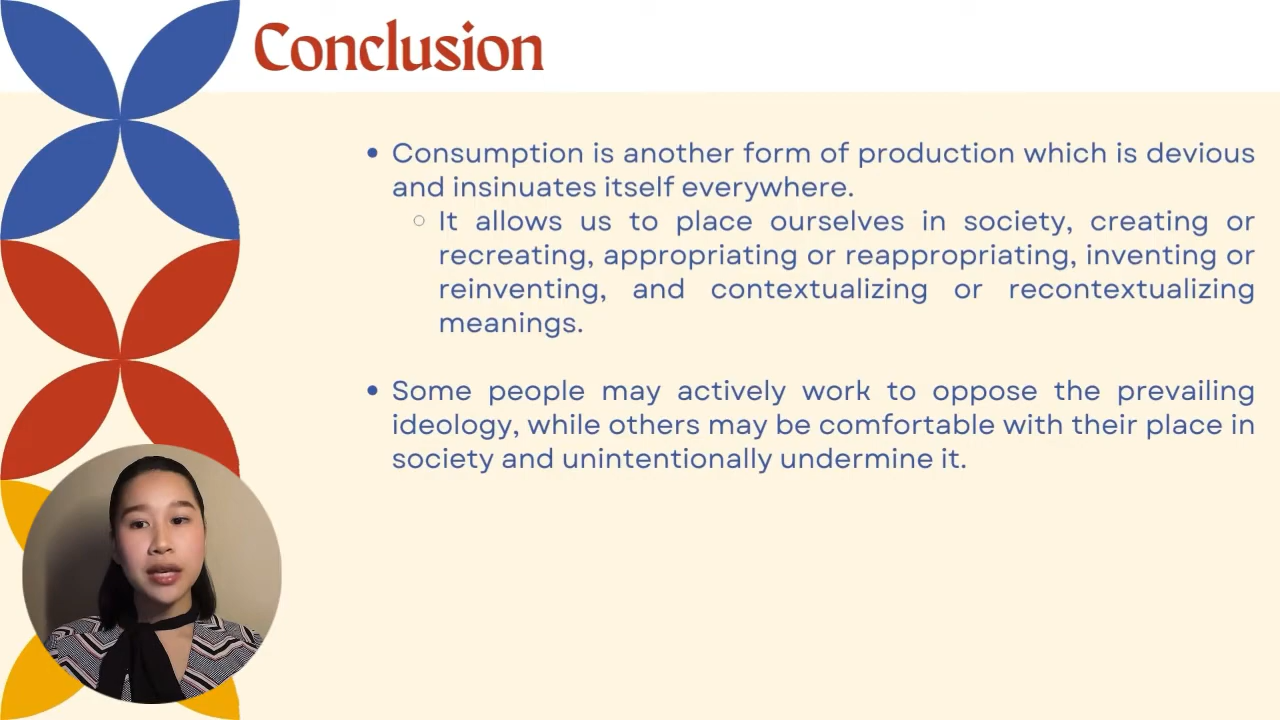 Conclusion
• Consumption is another form of production which is devious
and insinuates itself everywhere.
○ It allows us to place ourselves in society, creating or
recreating, appropriating or reappropriating, inventing or
reinventing, and contextualizing or recontextualizing
meanings.
• Some people may actively work to oppose the prevailing
ideology, while others may be comfortable with their place in
society and unintentionally undermine it.